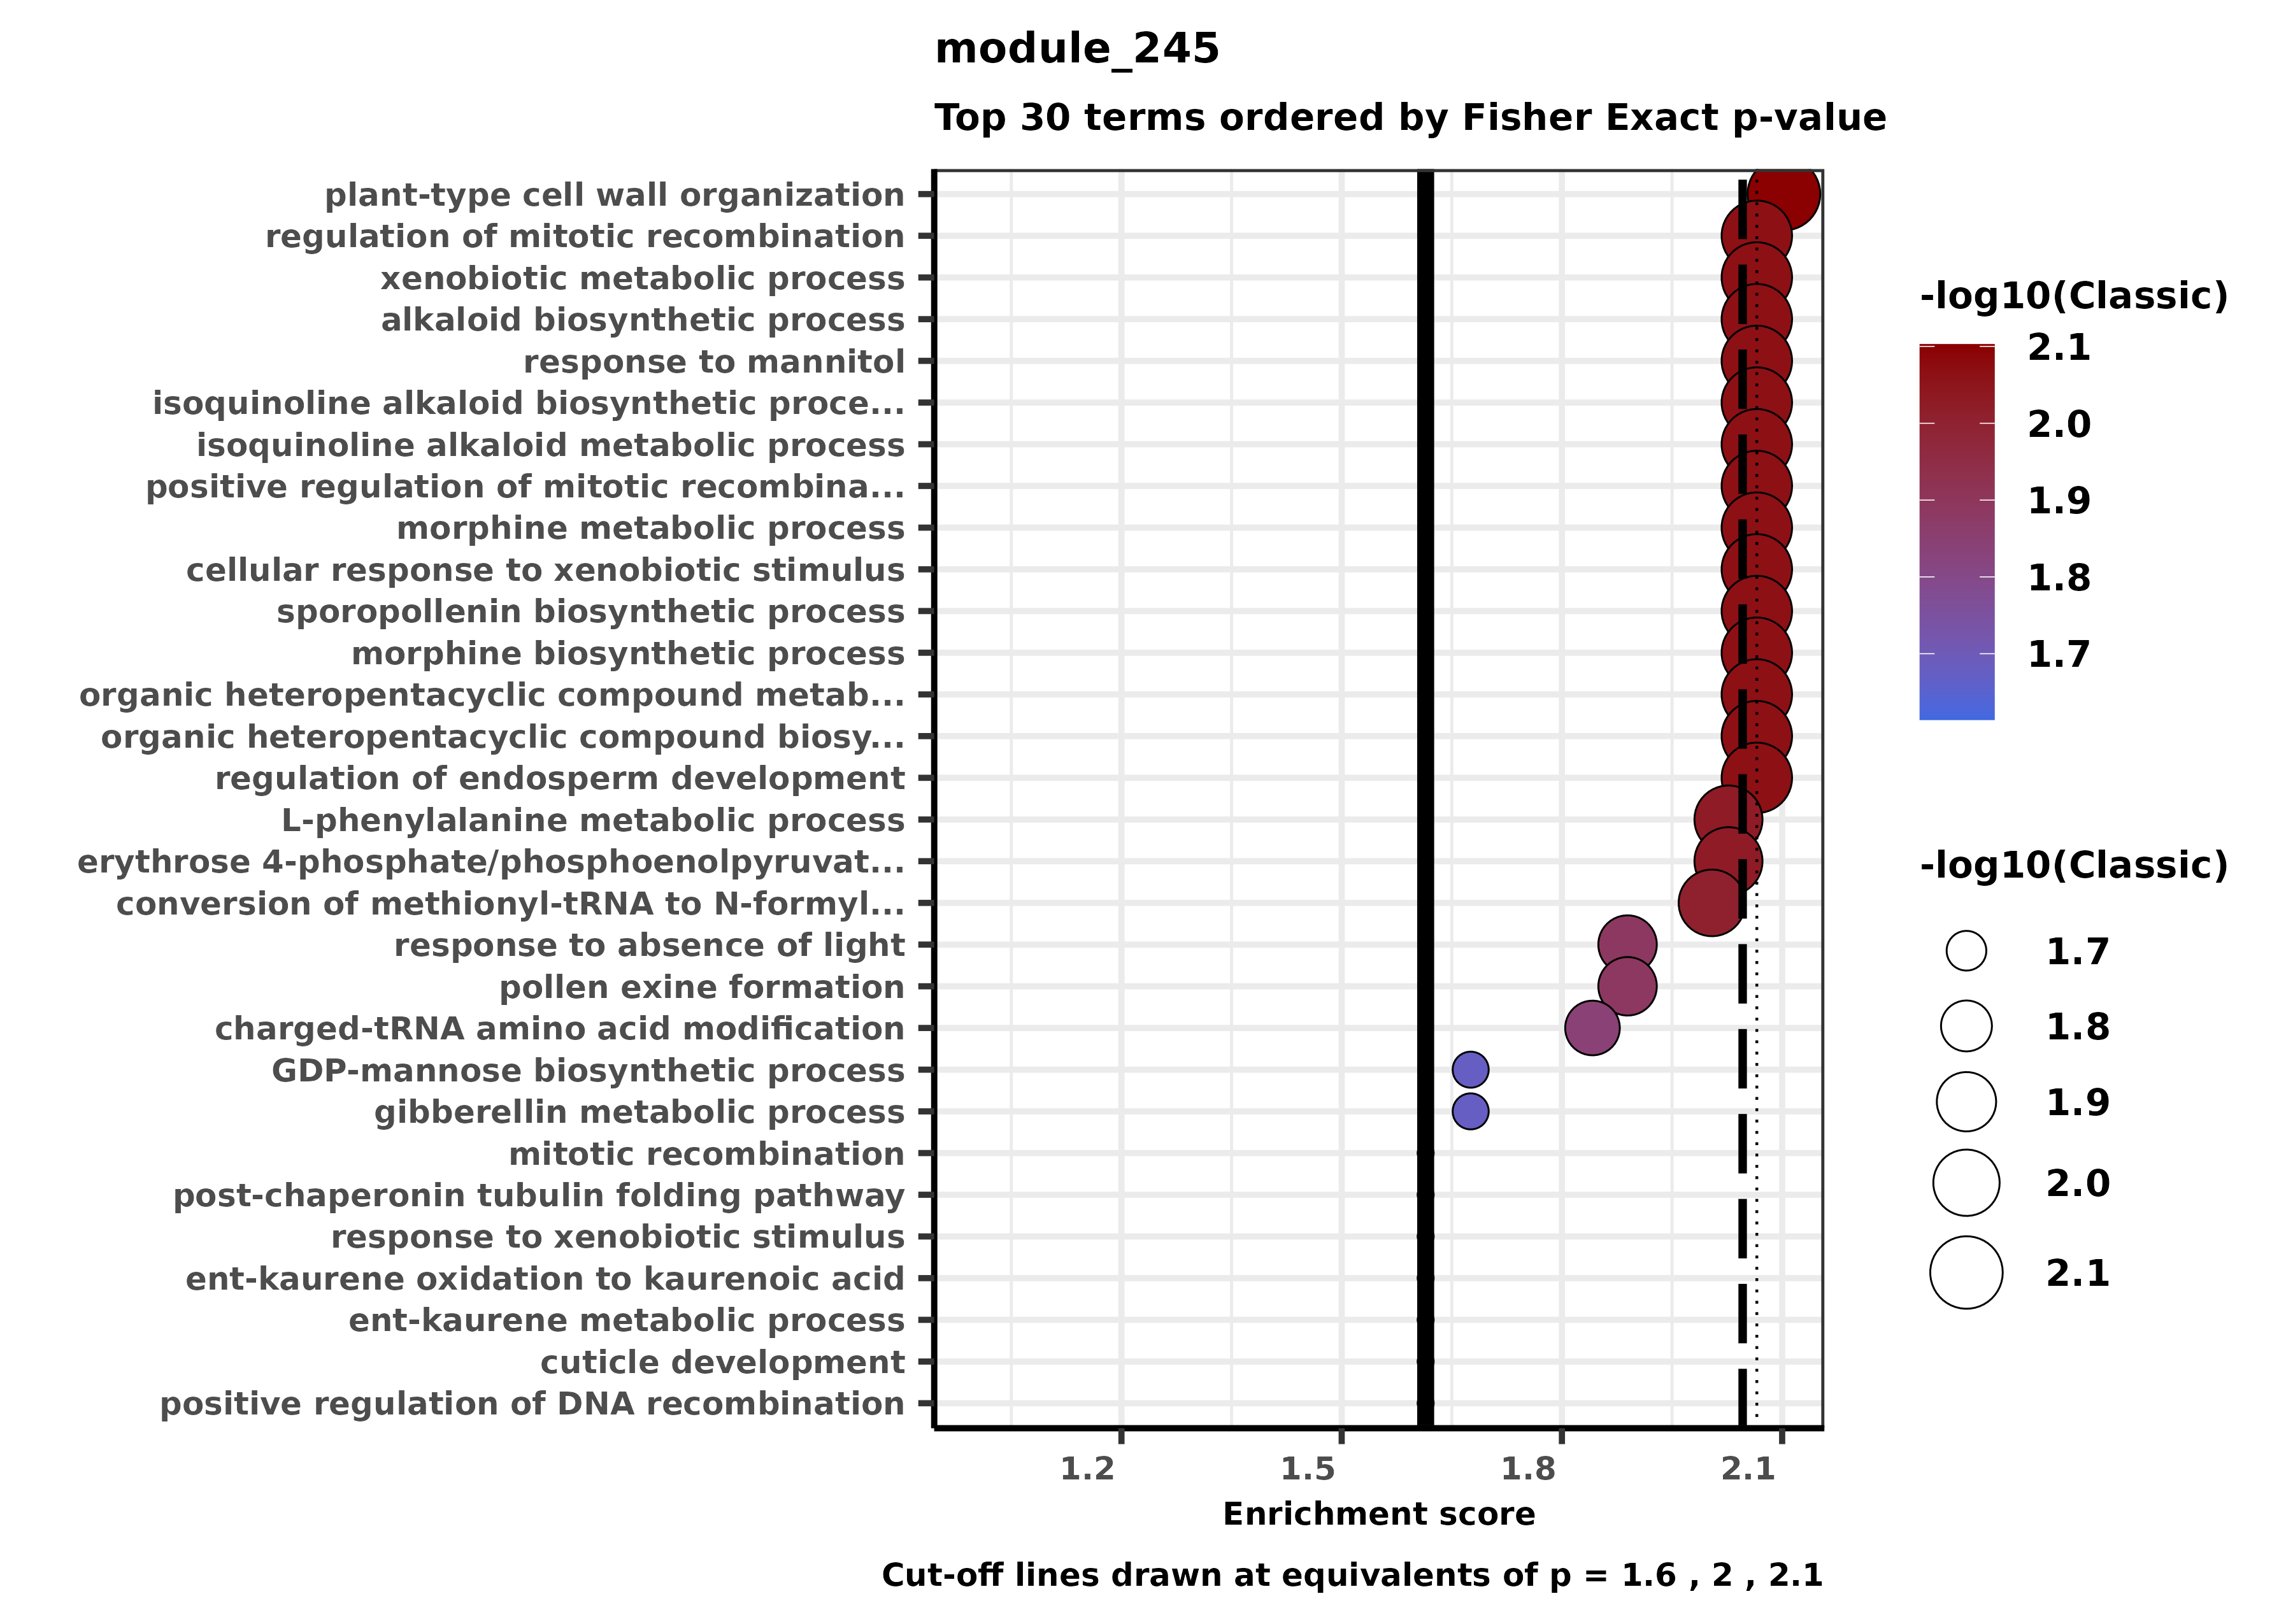 module_245
Top 30 terms ordered by Fisher Exact p-value
plant-type cell wall organization
regulation of mitotic recombination
xenobiotic metabolic process
alkaloid biosynthetic process
response to mannitol
isoquinoline alkaloid biosynthetic proce...
isoquinoline alkaloid metabolic process
positive regulation of mitotic recombina...
morphine metabolic process
cellular response to xenobiotic stimulus
sporopollenin biosynthetic process
morphine biosynthetic process
organic heteropentacyclic compound metab...
organic heteropentacyclic compound biosy...
regulation of endosperm development
L-phenylalanine metabolic process
erythrose 4-phosphate/phosphoenolpyruvat...
conversion of methionyl-tRNA to N-formyl...
response to absence of light
pollen exine formation
charged-tRNA amino acid modification
GDP-mannose biosynthetic process
gibberellin metabolic process
mitotic recombination
post-chaperonin tubulin folding pathway
response to xenobiotic stimulus
ent-kaurene oxidation to kaurenoic acid
ent-kaurene metabolic process
cuticle development
positive regulation of DNA recombination
1.2 1.5 1.8 2.1
Enrichment score
Cut-off lines drawn at equivalents of p = 1.6 , 2 , 2.1
-log10(Classic)
2.1
2.0
1.9
1.8
1.7
-log10(Classic)
1.7
1.8
1.9
2.0
2.1